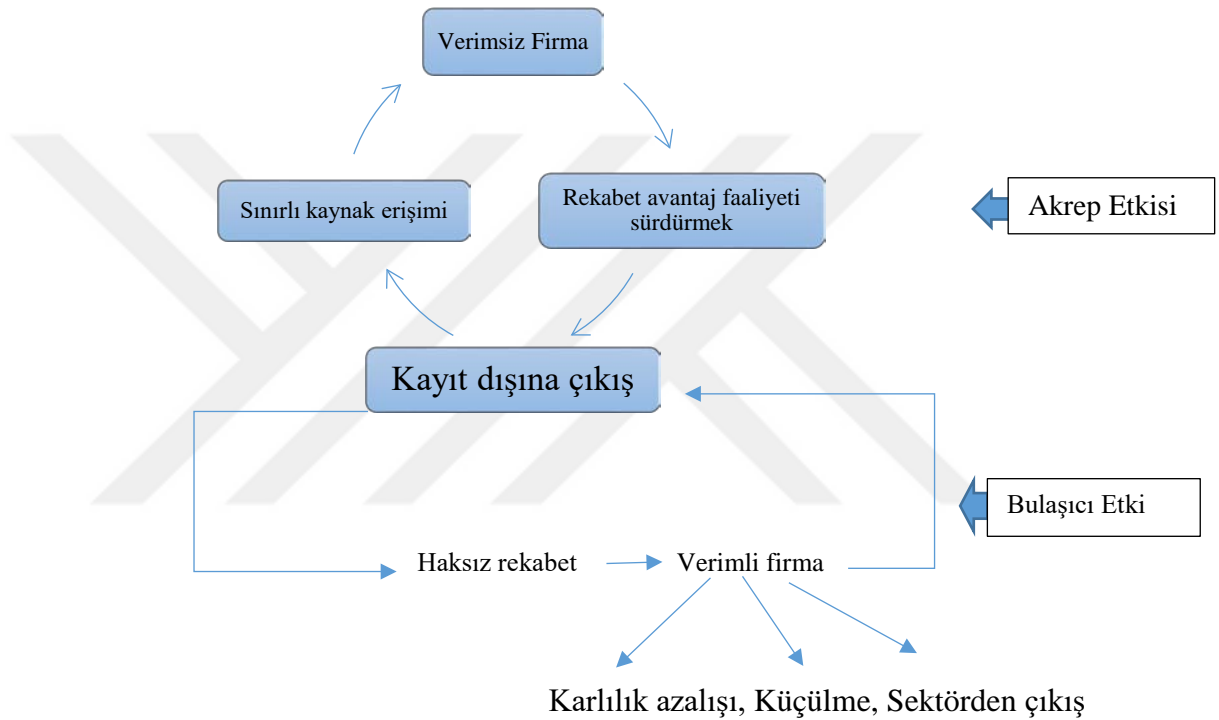 Verimsiz Firma
Sınırlı kaynak erişimi
Rekabet avantaj faaliyeti
sürdürmek
Akrep Etkisi
Kayıt dışına çıkış
Bulaşıcı Etki
Haksız rekabet
Verimli firma
Karlılık azalışı, Küçülme, Sektörden çıkış